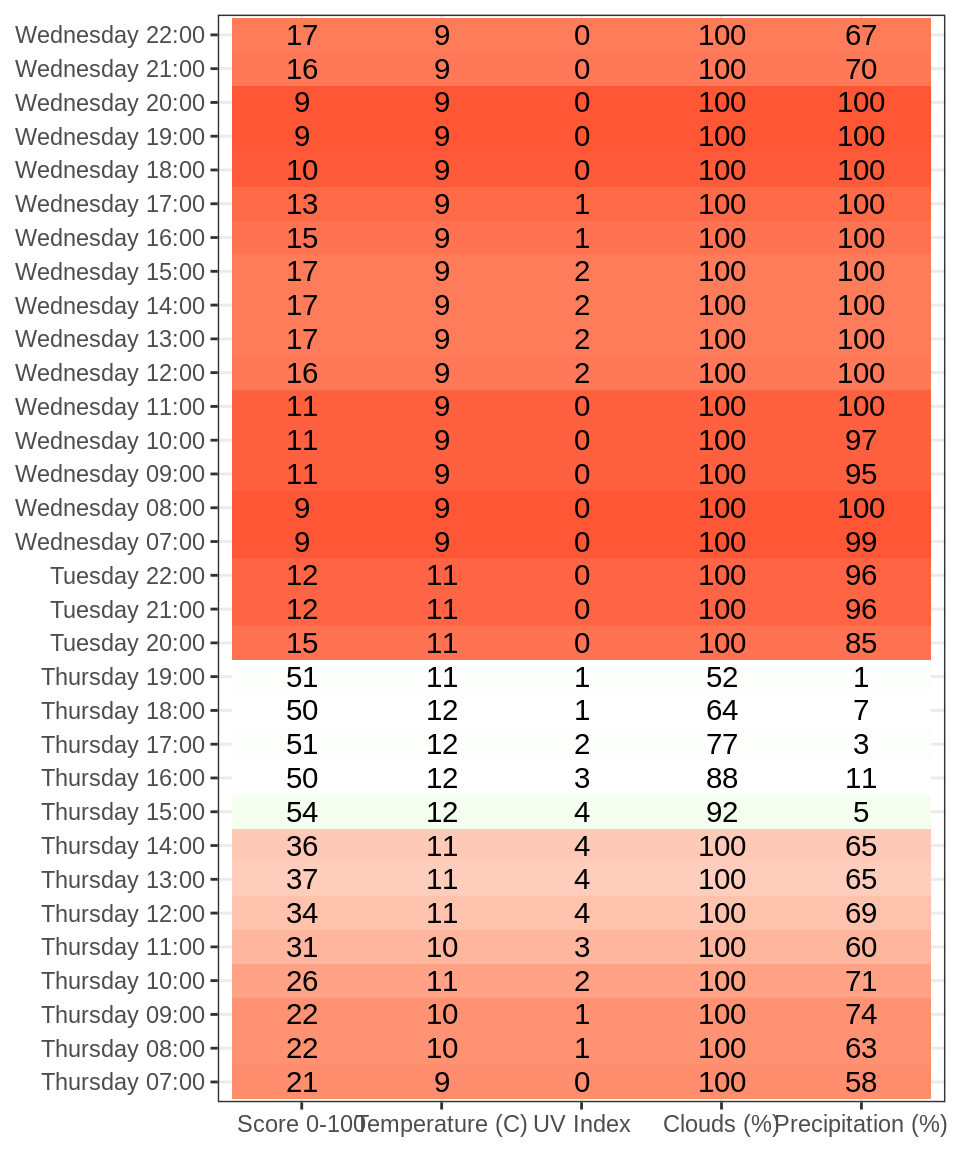 Wednesday 22:00 17 9 0 100 67
Wednesday 21:00 16 9 0 100 70
Wednesday 20:00 9 9 0 100 100
Wednesday 19:00 9 9 0 100 100
Wednesday 18:00 10 9 0 100 100
Wednesday 17:00 13 9 1 100 100
Wednesday 16:00 15 9 1 100 100
Wednesday 15:00 17 9 2 100 100
Wednesday 14:00 17 9 2 100 100
Wednesday 13:00 17 9 2 100 100
Wednesday 12:00 16 9 2 100 100
Wednesday 11:00 11 9 0 100 100
Wednesday 10:00 11 9 0 100 97
Wednesday 09:00 11 9 0 100 95
Wednesday 08:00 9 9 0 100 100
Wednesday 07:00 9 9 0 100 99
Tuesday 22:00 12 11 0 100 96
Tuesday 21:00 12 11 0 100 96
Tuesday 20:00 15 11 0 100 85
Thursday 19:00 51 11 1 52 1
Thursday 18:00 50 12 1 64 7
Thursday 17:00 51 12 2 77 3
Thursday 16:00 50 12 3 88 11
Thursday 15:00 54 12 4 92 5
Thursday 14:00 36 11 4 100 65
Thursday 13:00 37 11 4 100 65
Thursday 12:00 34 11 4 100 69
Thursday 11:00 31 10 3 100 60
Thursday 10:00 26 11 2 100 71
Thursday 09:00 22 10 1 100 74
Thursday 08:00 22 10 1 100 63
Thursday 07:00 21 9 0 100 58
Score 0-100 Temperature (C) UV Index Clouds (%) Precipitation (%)